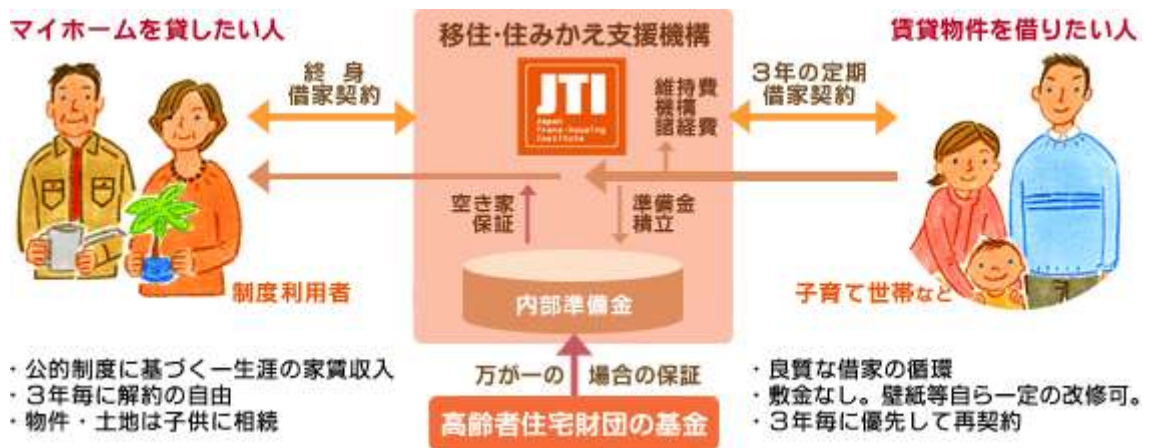 マイホームを貸したい人
移住・住みかえ支援機構
賃貸物件を借りたい人
終身
借家契約
JTI
Japan
Trans-housing
Institute
維持費
機構
諸経費
3年の定期
借家契約
空き家
保証
準備金
積立
内部準備金
制度利用者
子育て世帯など
・公的制度に基づく一生涯の家賃収入
・3年毎に解約の自由
・物件・土地は子供に相続
万が一の 場合の保証
高齢者住宅財団の基金
・良質な借家の循環
・敷金なし。壁紙等自ら一定の改修可。
・3年毎に優先して再契約